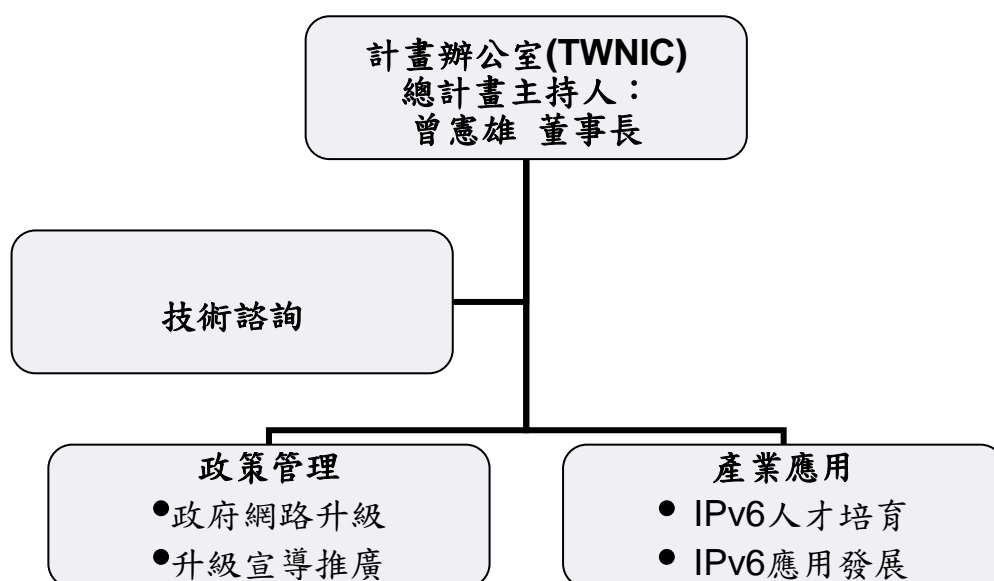 計畫辦公室(TWNIC)
總計畫主持人：
曾憲雄 董事長
技術諮詢
政策管理
●政府網路升級
●升級宣導推廣
產業應用
● IPv6人才培育
● IPv6應用發展